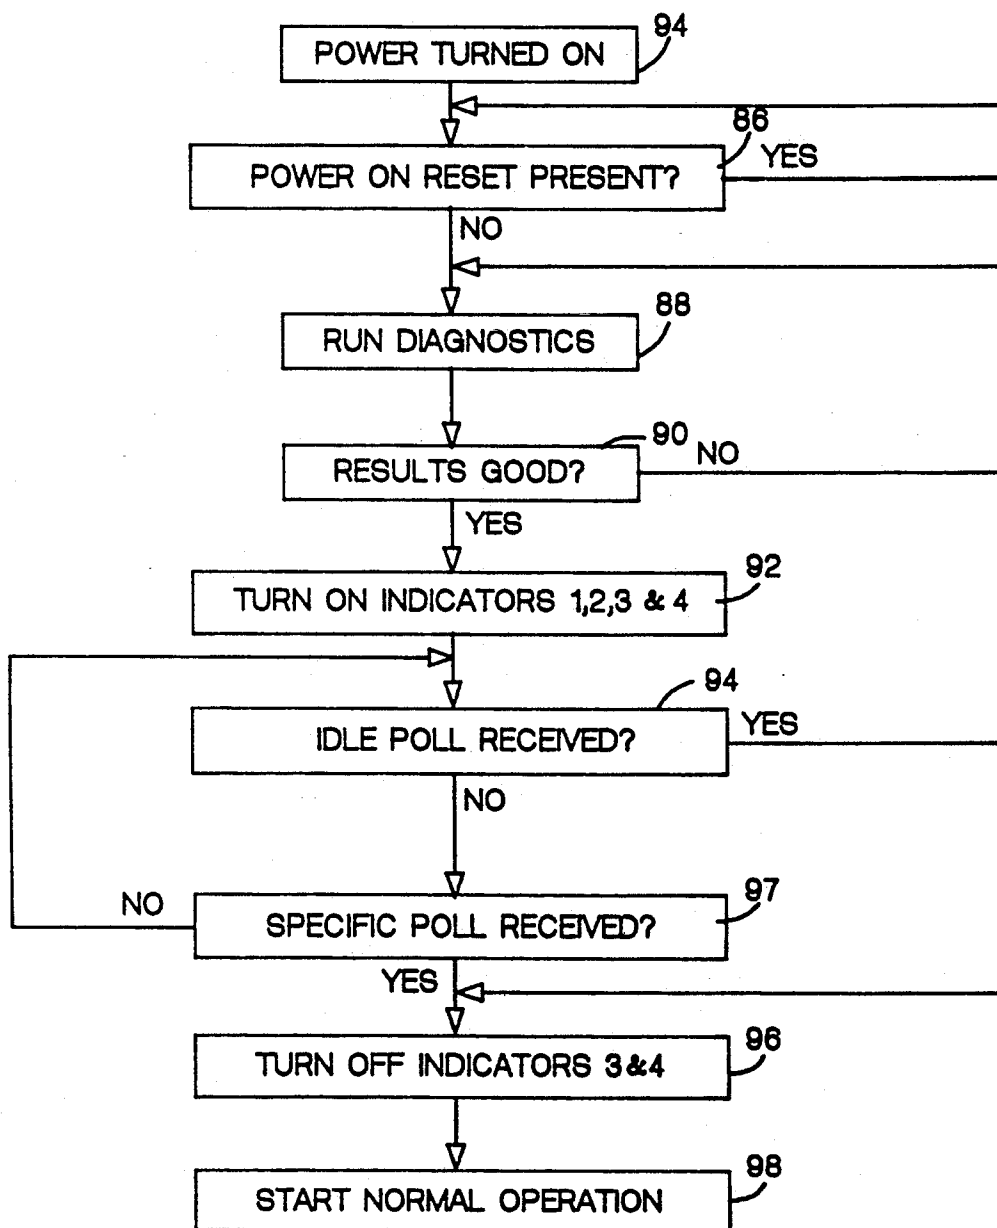 POWER TURNED ON
94
POWER ON RESET PRESENT?
86
YES
NO
RUN DIAGNOSTICS
88
RESULTS GOOD?
90
NO
YES
TURN ON INDICATORS 1,2,3 & 4
92
IDLE POLL RECEIVED?
94
YES
NO
SPECIFIC POLL RECEIVED?
97
NO
YES
TURN OFF INDICATORS 3&4
96
START NORMAL OPERATION
98